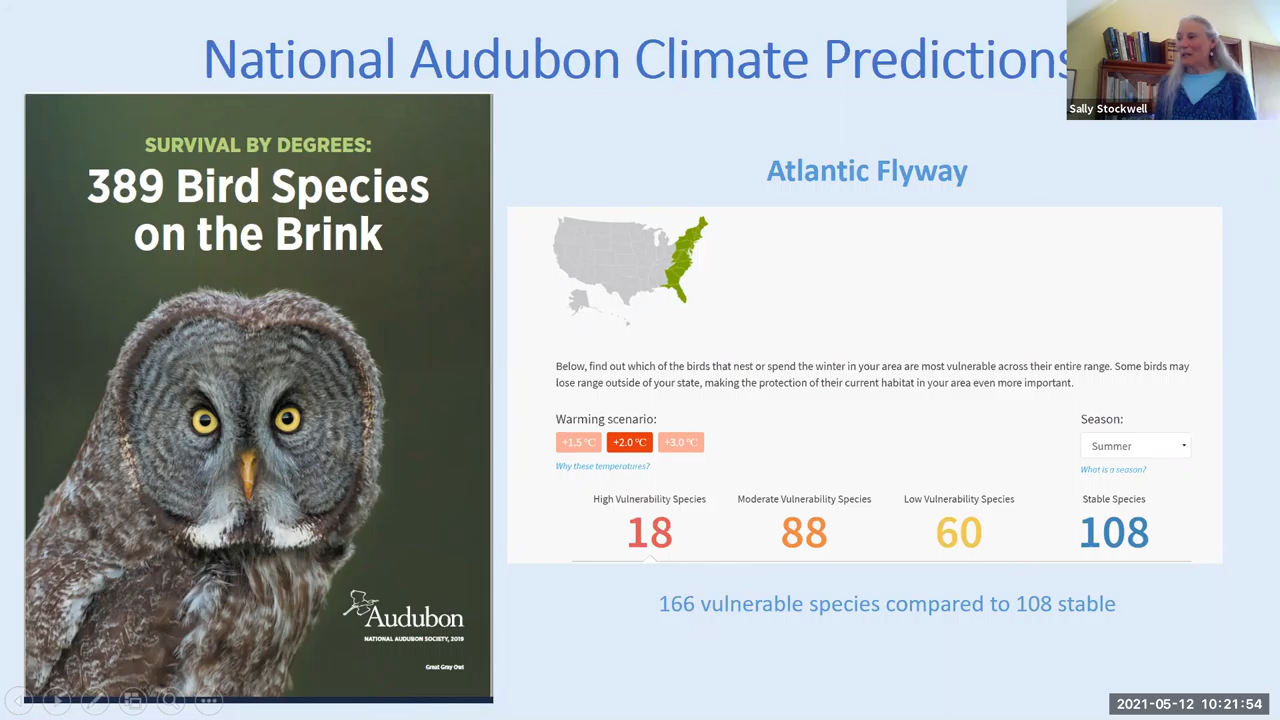 National Audubon Climate Predictions
Sally Stockwell
SURVIVAL BY DEGREES:
389 Bird Species
on the Brink
Audubon
NATIONAL AUDUBON SOCIETY, 2019
Great Gray Owl
Atlantic Flyway
Below, find out which of the birds that nest or spend the winter in your area are most vulnerable across their entire range. Some birds may
lose range outside of your state, making the protection of their current habitat in your area even more important.
Warming scenario:
+1.5 °C +2.0 °C +3.0 °C
Why these temperatures?
Season:
Summer
What is a season?
High Vulnerability Species Moderate Vulnerability Species Low Vulnerability Species Stable Species
18 88 60 108
166 vulnerable species compared to 108 stable
2021-05-12 10:21:54